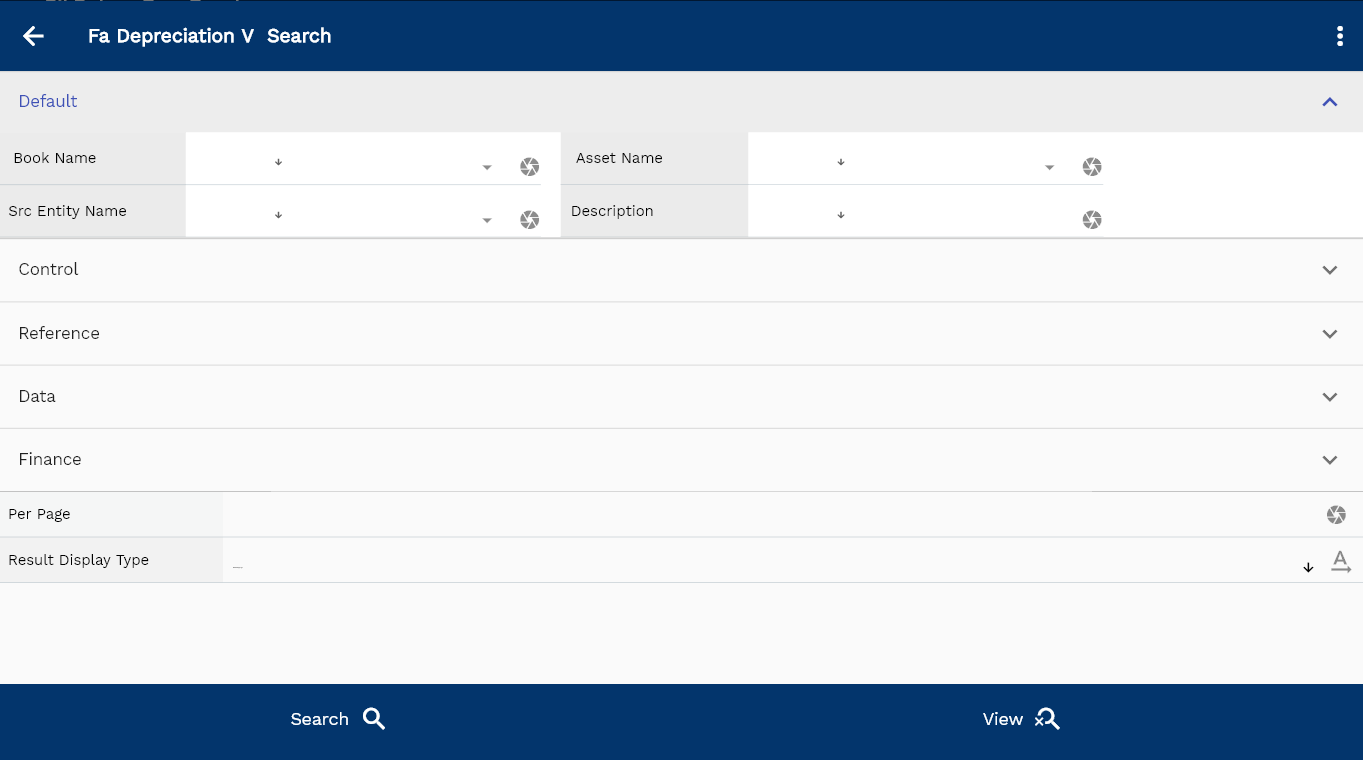 Fa Depreciation V Search
Default
Book Name
Asset Name
Src Entity Name
Description
Control
Reference
Data
Finance
Per Page
Result Display Type
Search
View